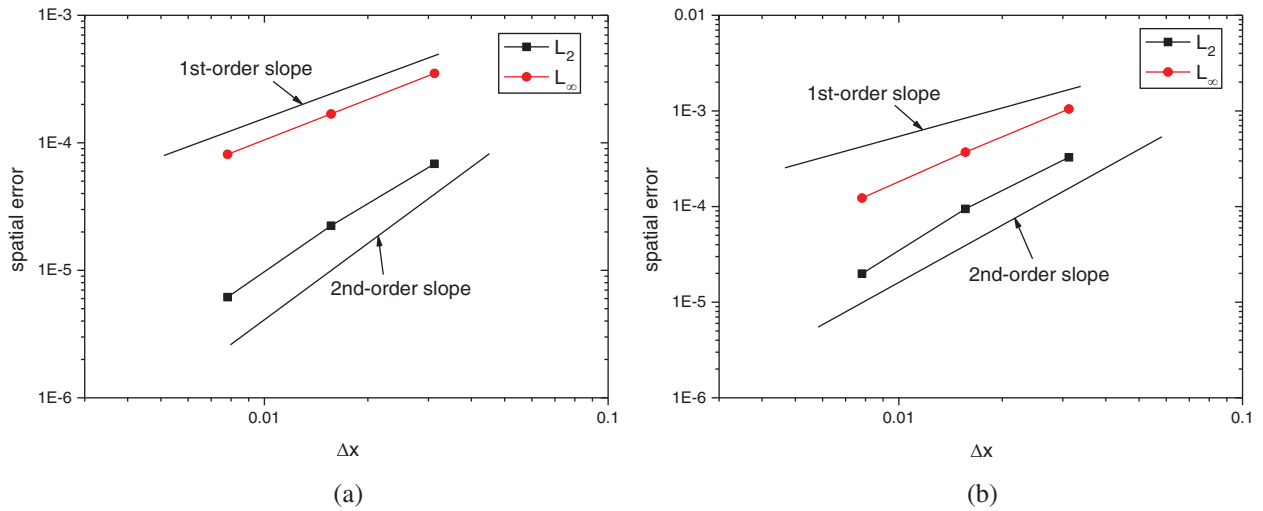 1E-3
1E-4
1E-5
1E-6
spatial error
1st-order slope
2nd-order slope
L₂
L∞
0.01
0.1
Δx
(a)
0.01
1E-3
1E-4
1E-5
1E-6
spatial error
1st-order slope
2nd-order slope
L₂
L∞
0.01
0.1
Δx
(b)